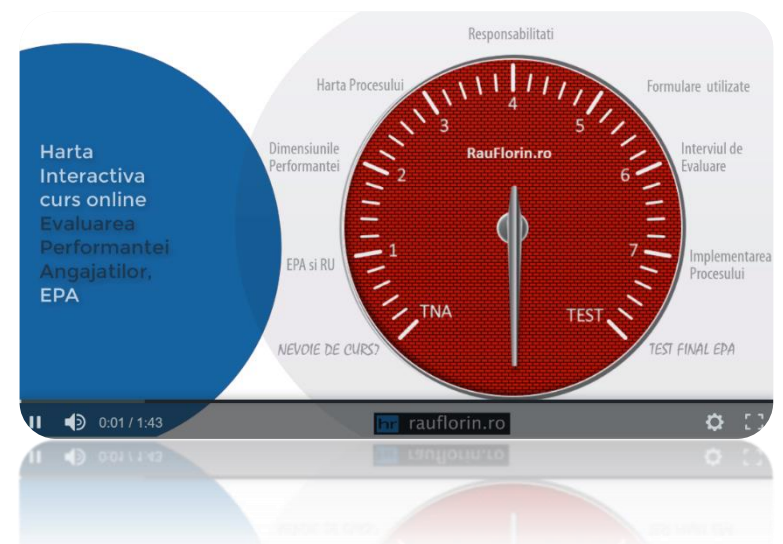 Harta
Interactiva
curs online
Evaluarea
Performantei
Angajatilor,
EPA
Responsabilitati
Harta Procesului
Formulare utilizate
Dimensiunile
Performantei
Interviul de
Evaluare
EPA si RU
Implementarea
Procesului
NEVOIE DE CURS?
TEST FINAL EPA
RauFlorin.ro
1
2
3
4
5
6
7
TNA
TEST
0:01 / 1:43
hr rauflorin.ro